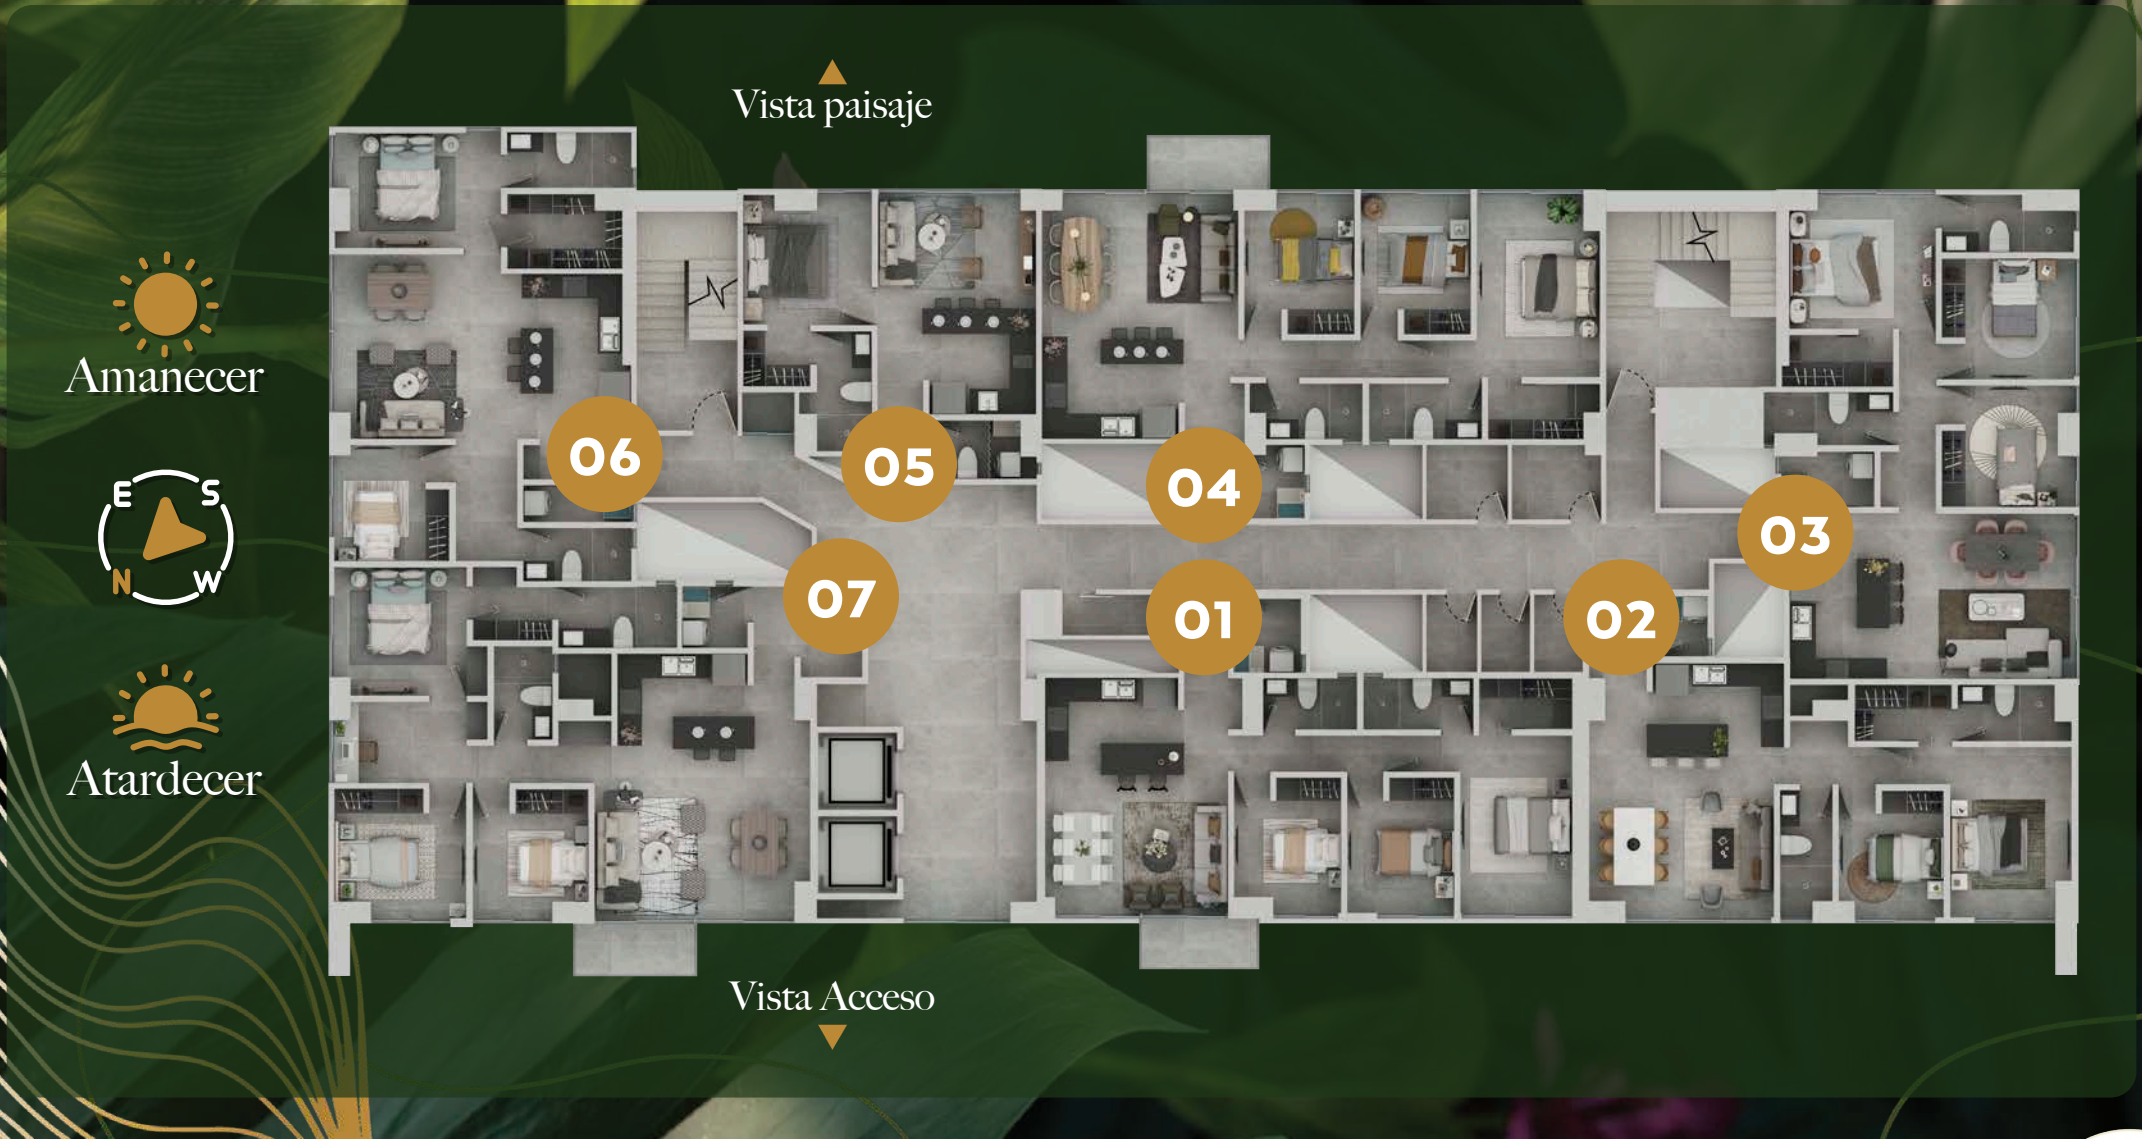 Vista paisaje
Amanecer
E S
N W
Atardecer
06
05
04
03
07
01
02
Vista Acceso